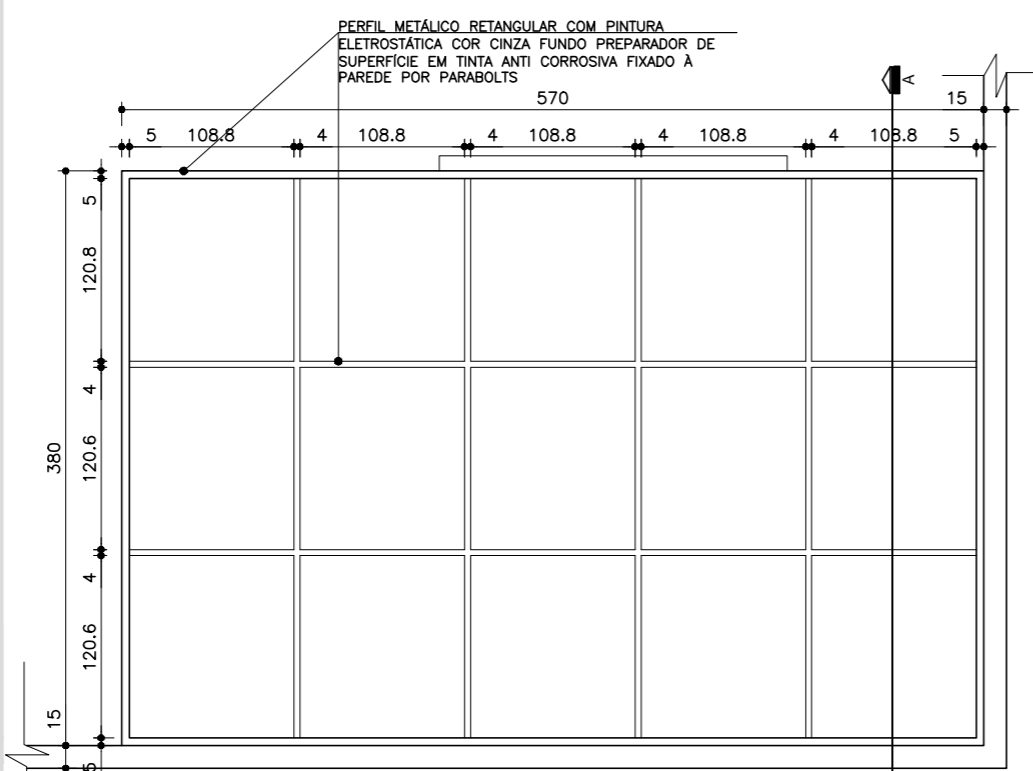 PERFIL METÁLICO RETANGULAR COM PINTURA
ELETROSTÁTICA COR CINZA FUNDO PREPARADOR DE
SUPERFÍCIE EM TINTA ANTI CORROSIVA FIXADO À
PAREDE POR PARABOLTS
A
570 15
5 108.8 4 108.8 4 108.8 4 108.8 4 108.8 5
5
120.8
4
380
120.6
4
120.6
15
5